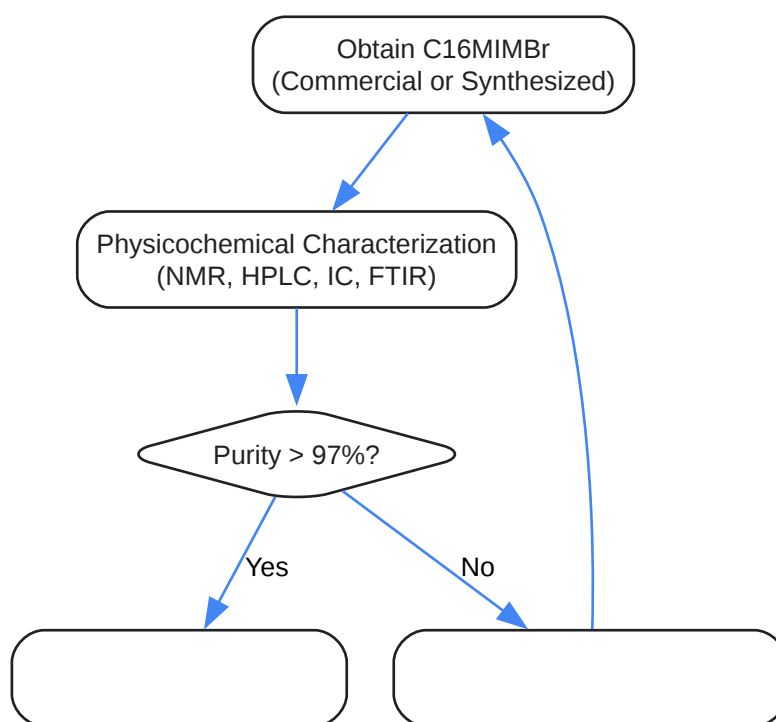 Obtain C16MIMBr
(Commercial or Synthesized)
Physicochemical Characterization
(NMR, HPLC, IC, FTIR)
Purity > 97%?
Yes
No